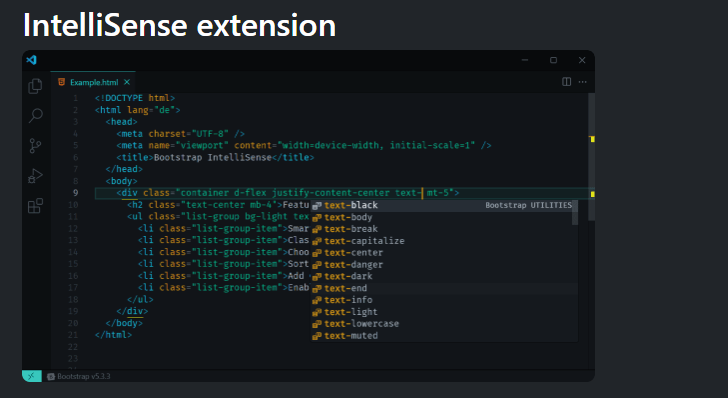 IntelliSense extension
Example.html
1 <!DOCTYPE html>
2 <html lang="de">
3 <head>
4 <meta charset="UTF-8" />
5 <meta name="viewport" content="width=device-width, initial-scale=1" />
6 <title>Bootstrap IntelliSense</title>
7 </head>
8 <body>
9 <div class="container d-flex justify-content-center text- mt-5">
10 <h2 class="text-center mb-4">Featu text-black Bootstrap UTILITIES
11 <ul class="list-group bg-light tex text-body
12 <li class="list-group-item">Smar text-break
13 <li class="list-group-item">Clas text-capitalize
14 <li class="list-group-item">Choo text-center
15 <li class="list-group-item">Sort text-danger
16 <li class="list-group-item">Add text-dark
17 <li class="list-group-item">Enab text-end
18 </ul> text-info
19 </div> text-light
20 </body> text-lowercase
21 </html> text-muted
22
23
Bootstrap v5.3.3